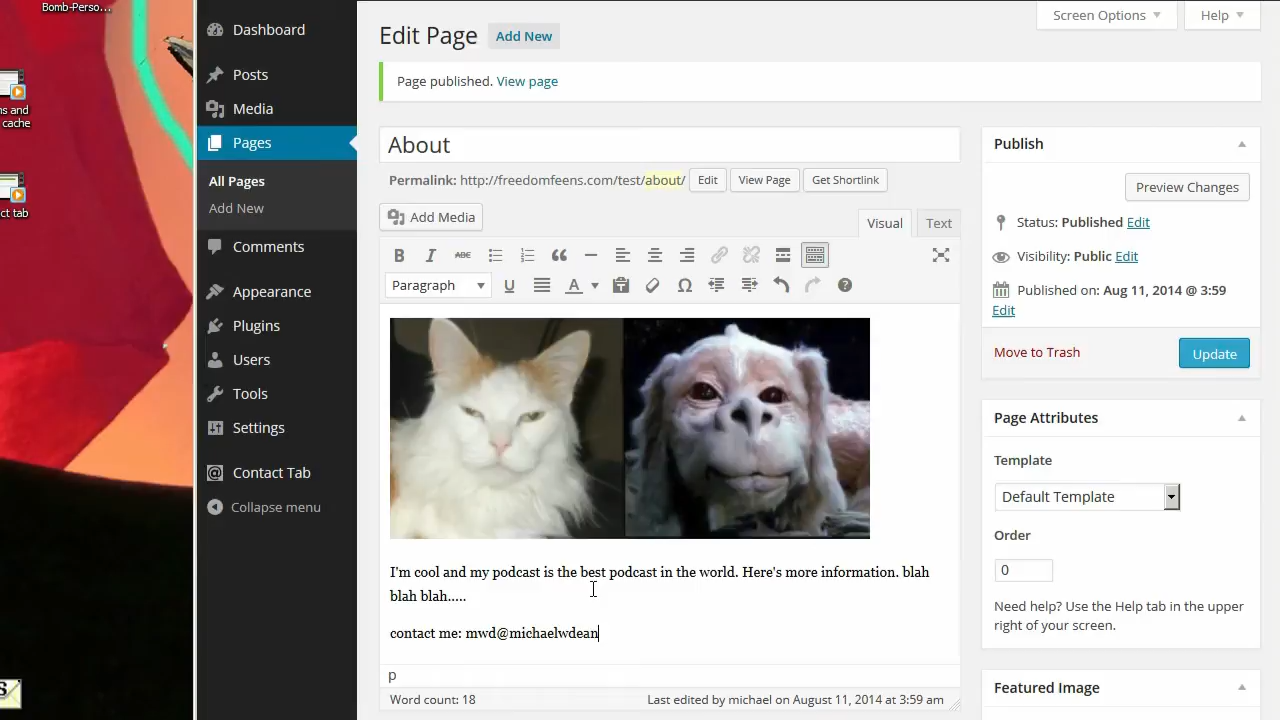 Bomb-Perso...
ns and
cache
ct tab
Dashboard
Posts
Media
Pages
All Pages
Add New
Comments
Appearance
Plugins
Users
Tools
Settings
Contact Tab
Collapse menu
Screen Options
Help
Edit Page
Add New
Page published. View page
About
Permalink: http://freedomfeens.com/test/about/ Edit View Page Get Shortlink
Add Media
Visual Text
B I ABC
Paragraph U A Ω
I'm cool and my podcast is the best podcast in the world. Here's more information. blah
blah blah.....
contact me: mwd@michaelwdean
p
Word count: 18 Last edited by michael on August 11, 2014 at 3:59 am
Publish
Preview Changes
Status: Published Edit
Visibility: Public Edit
Published on: Aug 11, 2014 @ 3:59
Edit
Move to Trash Update
Page Attributes
Template
Default Template
Order
0
Need help? Use the Help tab in the upper
right of your screen.
Featured Image